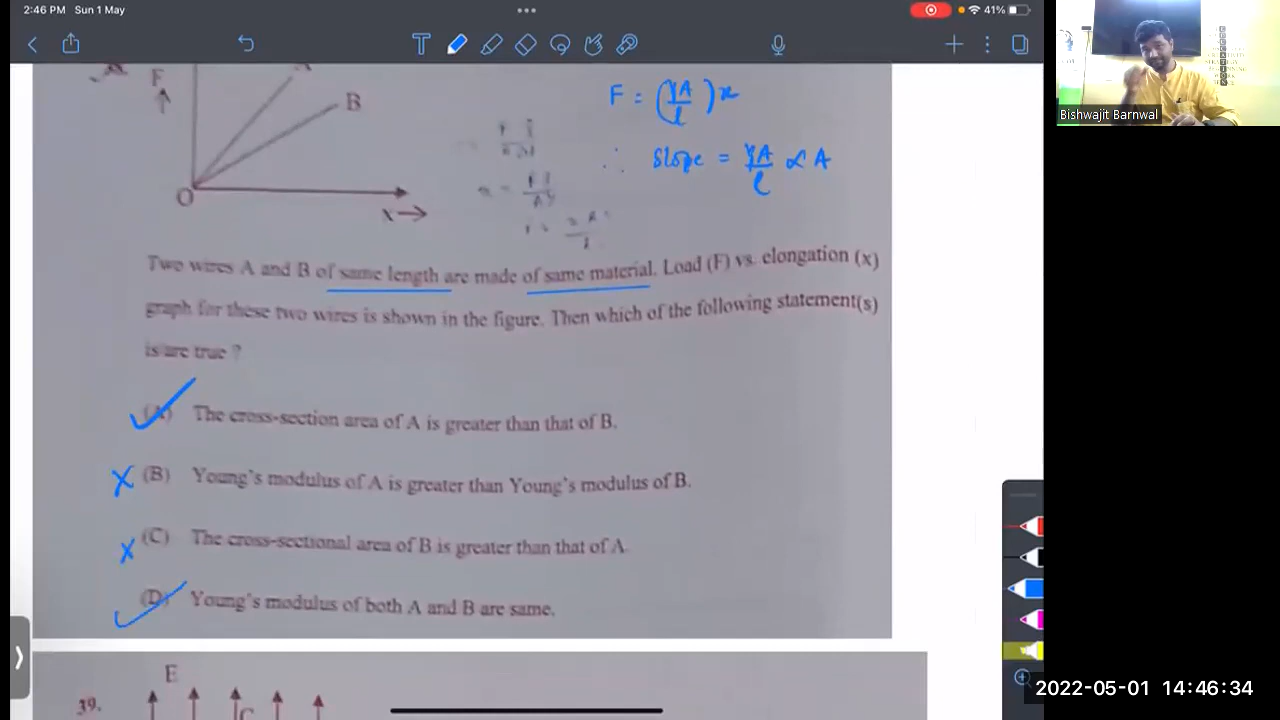 2:46 PM Sun 1 May
41%
F
B
O
x→
F = (YA/l) x
∴ Slope = YA/l ∝ A
Two wires A and B of same length are made of same material. Load (F) vs. elongation (x)
graph for these two wires is shown in the figure. Then which of the following statement(s)
is/are true ?
(A) The cross-section area of A is greater than that of B.
(B) Young's modulus of A is greater than Young's modulus of B.
(C) The cross-sectional area of B is greater than that of A.
(D) Young's modulus of both A and B are same.
39.
E
C
Bishwajit Barnwal
2022-05-01 14:46:34